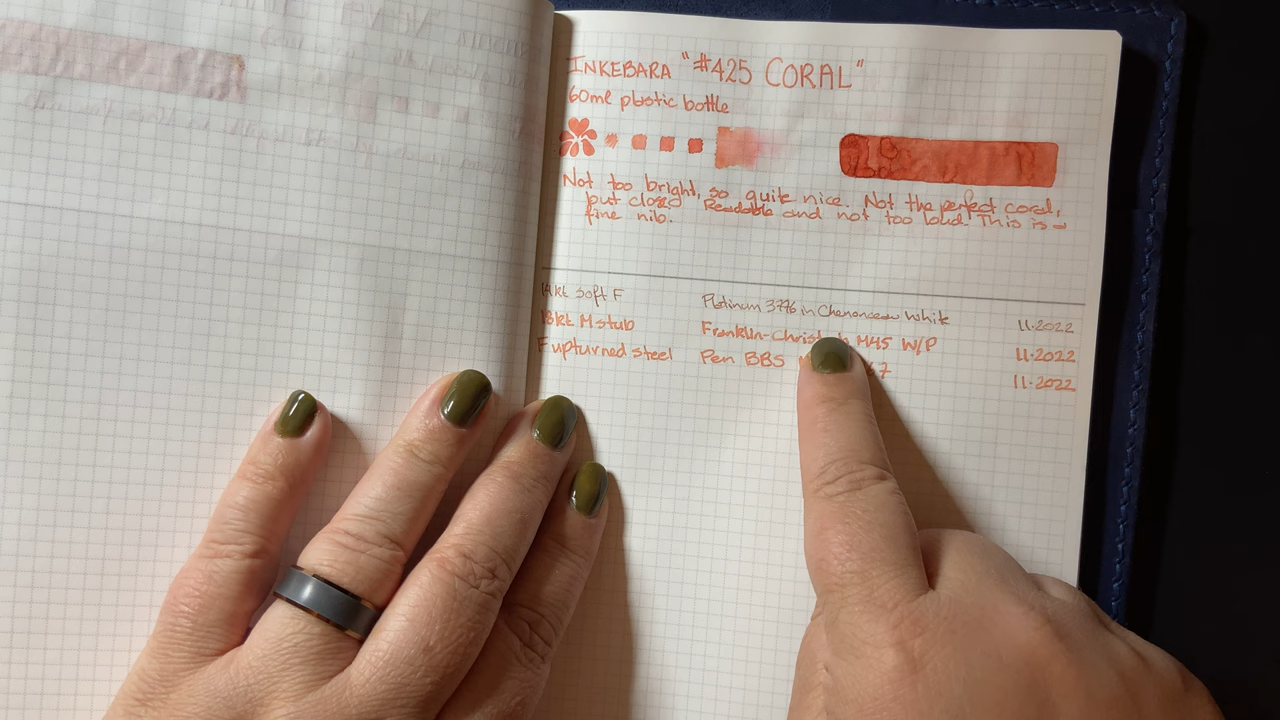 INKEBARA "#425 CORAL"
60ml plastic bottle
Not too bright, so quite nice. Not the perfect coral,
but close. Readable and not too loud! This is a
fine nib.
14kt Soft F Platinum 3776 in Chenonceau White 11.2022
18kt M stub Franklin-Christoph M45 W/P 11.2022
F upturned steel Pen BBS 11.2022